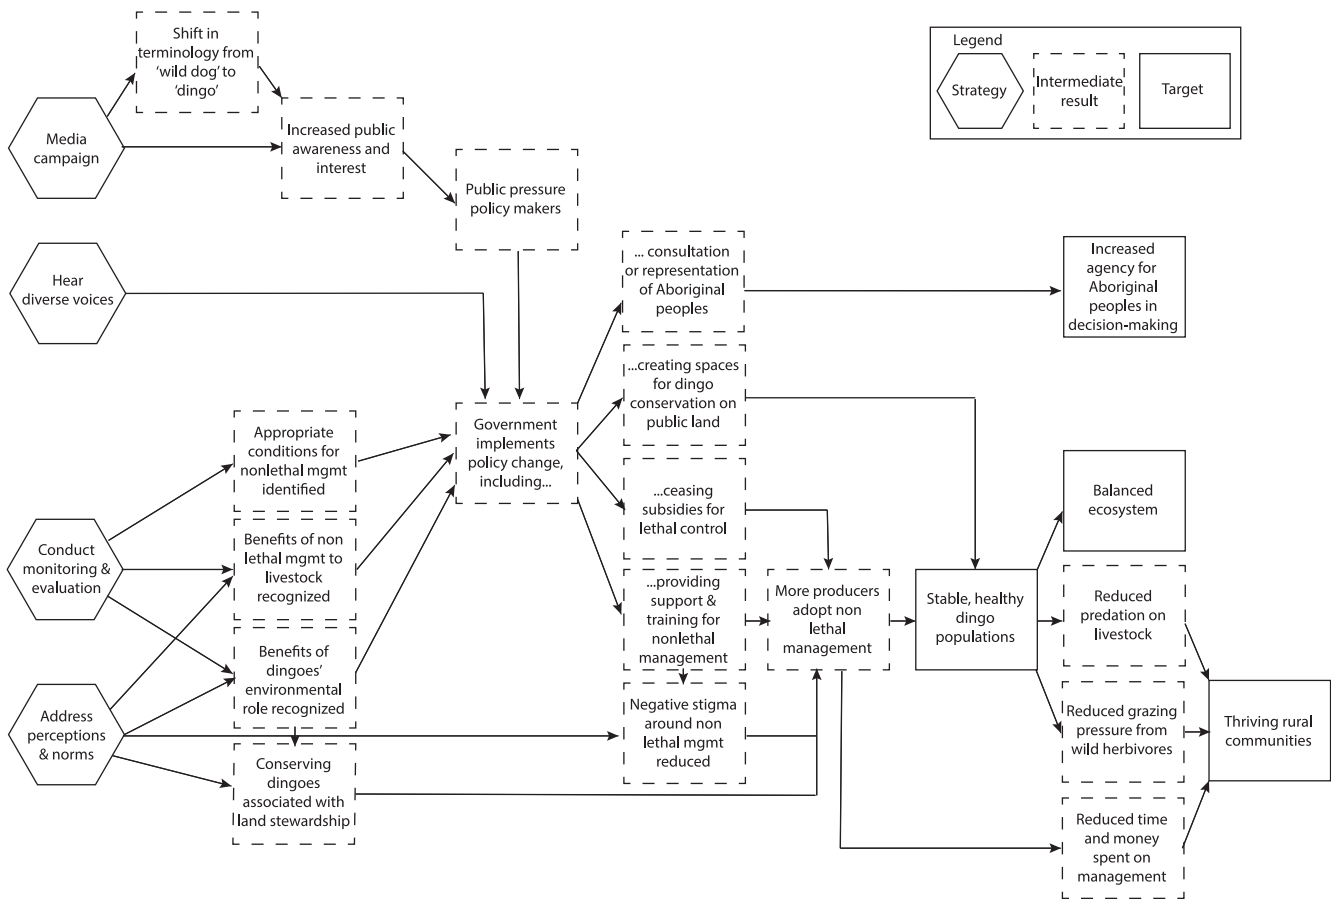 Shift in
terminology from
‘wild dog’ to
‘dingo’
Legend
Strategy
Intermediate
result
Target
Media
campaign
Increased public
awareness and
interest
Public pressure
policy makers
Hear
diverse voices
... consultation
or representation
of Aboriginal
peoples
Increased
agency for
Aboriginal
peoples in
decision-making
...creating spaces
for dingo
conservation on
public land
Appropriate
conditions for
nonlethal mgmt
identified
Government
implements
policy change,
including...
...ceasing
subsidies for
lethal control
Balanced
ecosystem
Conduct
monitoring &
evaluation
Benefits of non
lethal mgmt to
livestock
recognized
...providing
support &
training for
nonlethal
management
More producers
adopt non
lethal
management
Stable, healthy
dingo
populations
Reduced
predation on
livestock
Benefits of
dingoes’
environmental
role recognized
Address
perceptions
& norms
Negative stigma
around non
lethal mgmt
reduced
Reduced grazing
pressure from
wild herbivores
Thriving rural
communities
Conserving
dingoes
associated with
land stewardship
Reduced time
and money
spent on
management